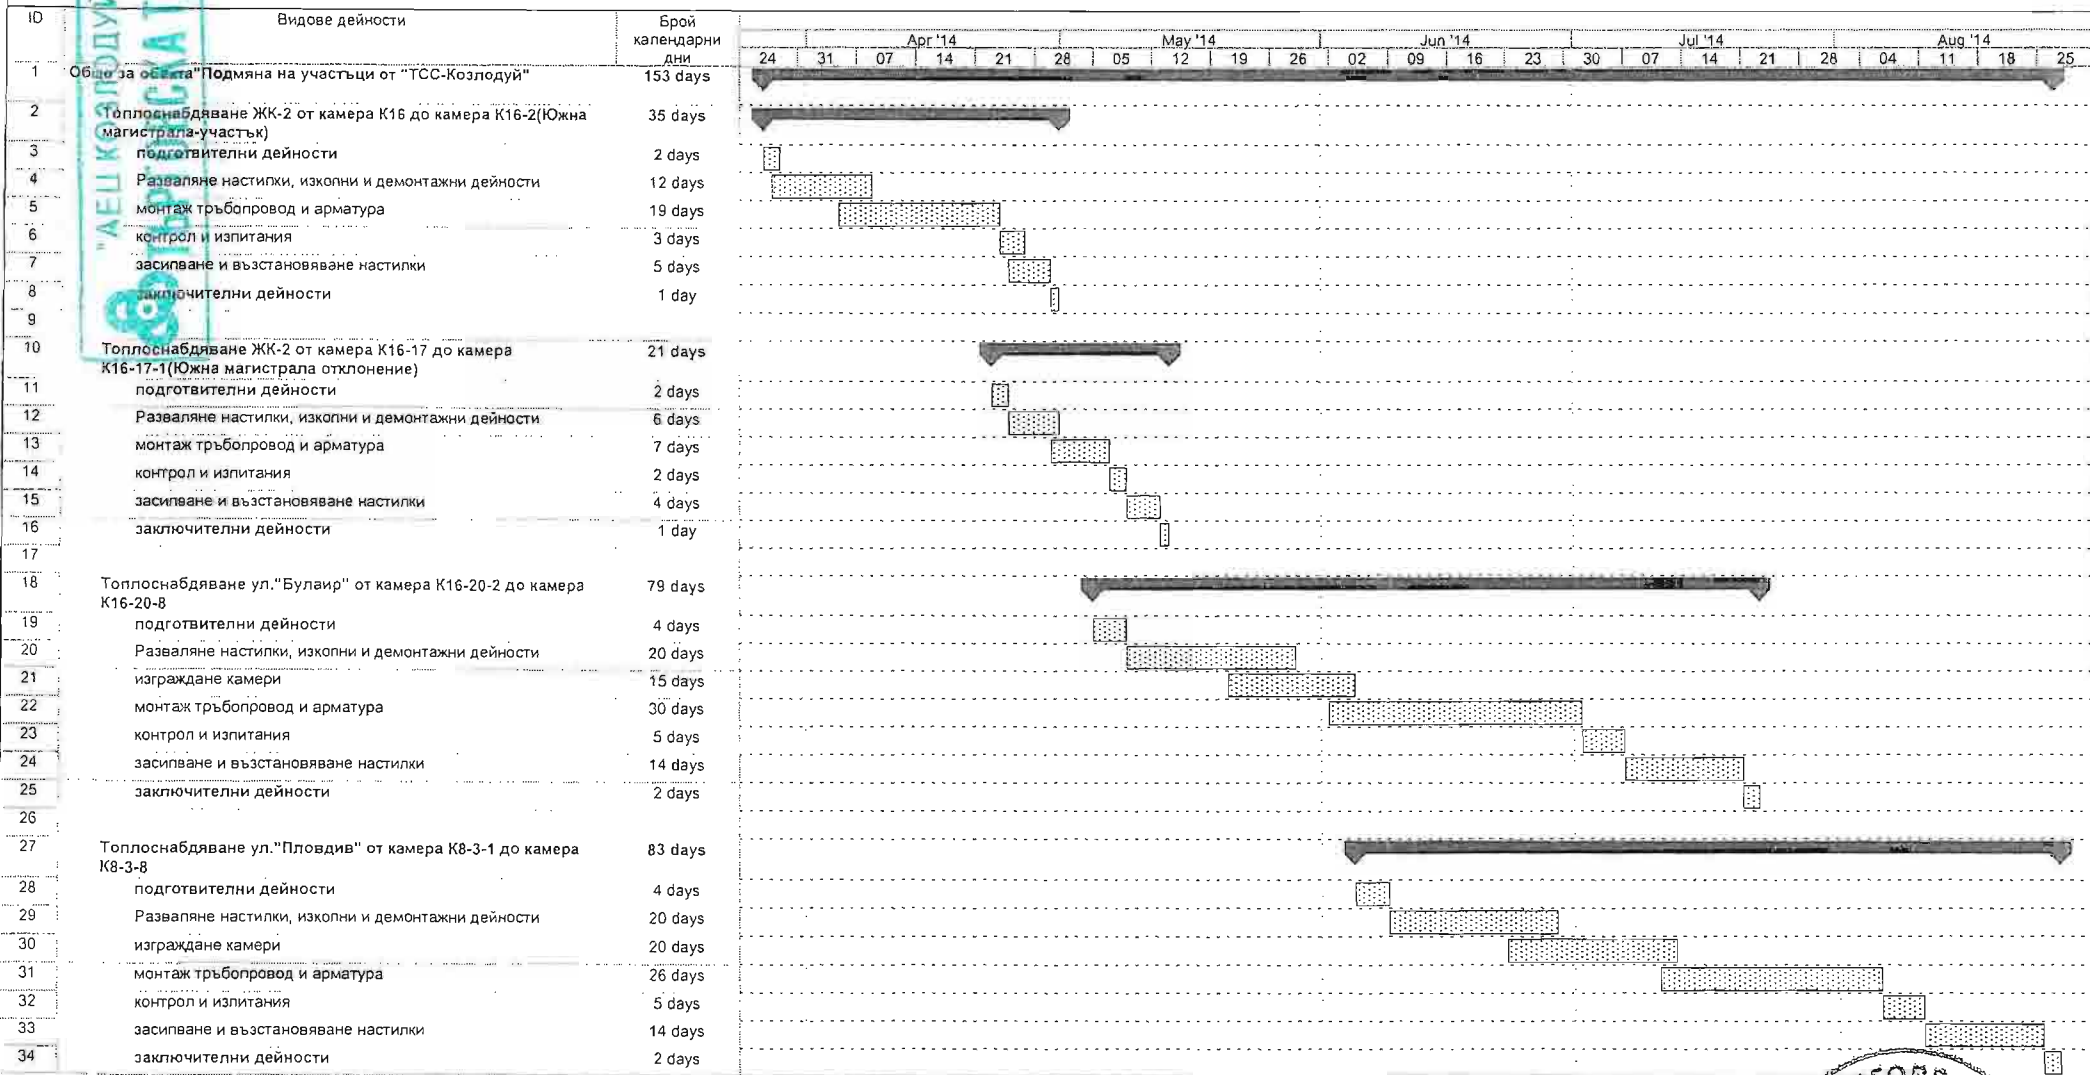 ID Видове дейности Брой календарни дни
Apr '14 May '14 Jun '14 Jul '14 Aug '14
24 31 07 14 21 28 05 12 19 26 02 09 16 23 30 07 14 21 28 04 11 18 25
1 Общо за обекта"Подмяна на участъци от "ТСС-Козлодуй" 153 days
2 Топлоснабдяване ЖК-2 от камера К16 до камера К16-2(Южна 35 days
магистрала-участък)
3 подготвителни дейности 2 days
4 Разваляне настилки, изкопни и демонтажни дейности 12 days
5 монтаж тръбопровод и арматура 19 days
6 контрол и изпитания 3 days
7 засипване и възстановяване настилки 5 days
8 заключителни дейности 1 day
9
10 Топлоснабдяване ЖК-2 от камера К16-17 до камера 21 days
К16-17-1(Южна магистрала отклонение)
11 подготвителни дейности 2 days
12 Разваляне настилки, изкопни и демонтажни дейности 6 days
13 монтаж тръбопровод и арматура 7 days
14 контрол и изпитания 2 days
15 засипване и възстановяване настилки 4 days
16 заключителни дейности 1 day
17
18 Топлоснабдяване ул."Булаир" от камера К16-20-2 до камера 79 days
К16-20-8
19 подготвителни дейности 4 days
20 Разваляне настилки, изкопни и демонтажни дейности 20 days
21 изграждане камери 15 days
22 монтаж тръбопровод и арматура 30 days
23 контрол и изпитания 5 days
24 засипване и възстановяване настилки 14 days
25 заключителни дейности 2 days
26
27 Топлоснабдяване ул."Пловдив" от камера К8-3-1 до камера 83 days
К8-3-8
28 подготвителни дейности 4 days
29 Разваляне настилки, изкопни и демонтажни дейности 20 days
30 изграждане камери 20 days
31 монтаж тръбопровод и арматура 26 days
32 контрол и изпитания 5 days
33 засипване и възстановяване настилки 14 days
34 заключителни дейности 2 days
"АЕЦ КОЗЛОДУЙ